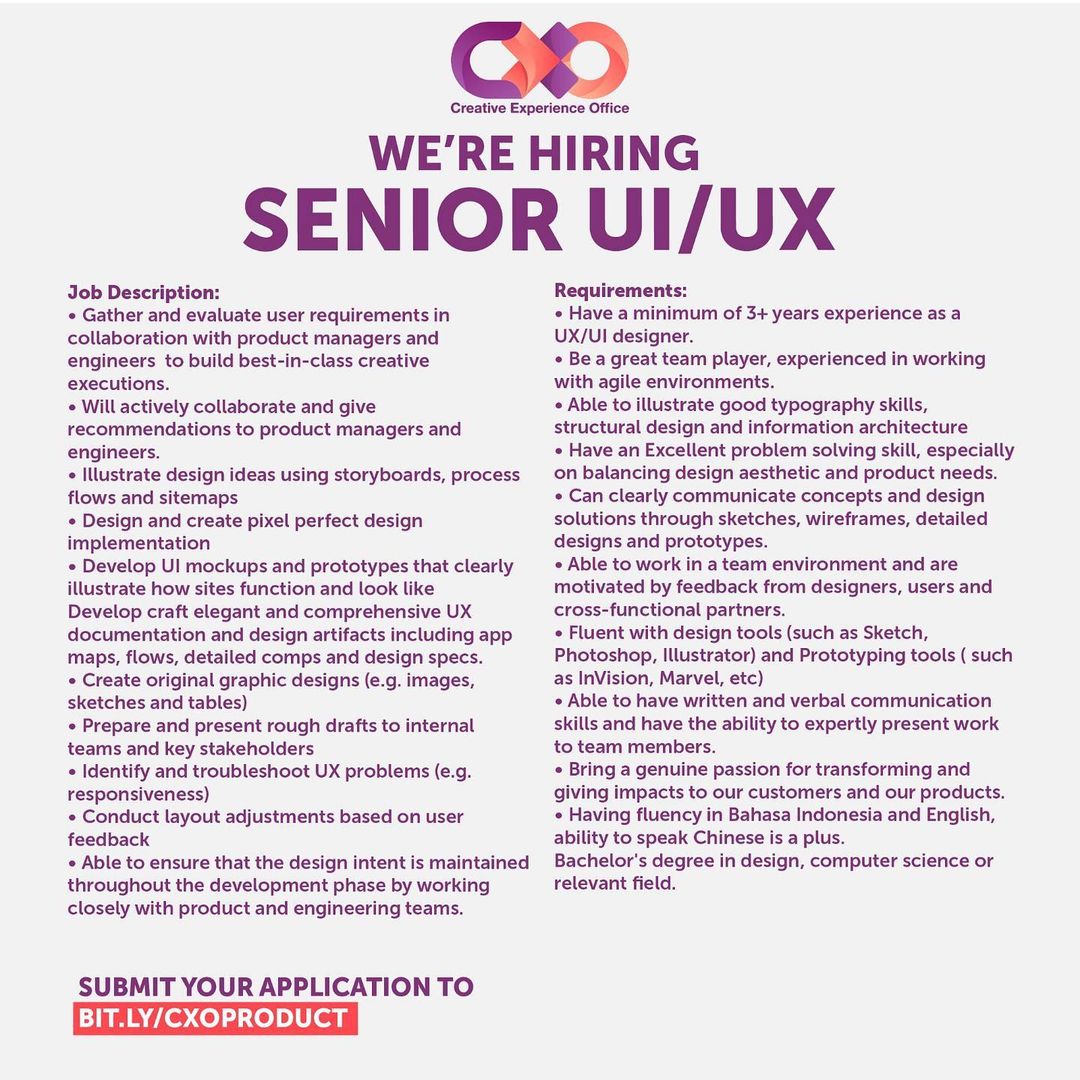 CXO
Creative Experience Office
WE'RE HIRING
SENIOR UI/UX
Job Description:
• Gather and evaluate user requirements in
collaboration with product managers and
engineers  to build best-in-class creative
executions.
• Will actively collaborate and give
recommendations to product managers and
engineers.
• Illustrate design ideas using storyboards, process
flows and sitemaps
• Design and create pixel perfect design
implementation
• Develop UI mockups and prototypes that clearly
illustrate how sites function and look like
Develop craft elegant and comprehensive UX
documentation and design artifacts including app
maps, flows, detailed comps and design specs.
• Create original graphic designs (e.g. images,
sketches and tables)
• Prepare and present rough drafts to internal
teams and key stakeholders
• Identify and troubleshoot UX problems (e.g.
responsiveness)
• Conduct layout adjustments based on user
feedback
• Able to ensure that the design intent is maintained
throughout the development phase by working
closely with product and engineering teams.
Requirements:
• Have a minimum of 3+ years experience as a
UX/UI designer.
• Be a great team player, experienced in working
with agile environments.
• Able to illustrate good typography skills,
structural design and information architecture
• Have an Excellent problem solving skill, especially
on balancing design aesthetic and product needs.
• Can clearly communicate concepts and design
solutions through sketches, wireframes, detailed
designs and prototypes.
• Able to work in a team environment and are
motivated by feedback from designers, users and
cross-functional partners.
• Fluent with design tools (such as Sketch,
Photoshop, Illustrator) and Prototyping tools ( such
as InVision, Marvel, etc)
• Able to have written and verbal communication
skills and have the ability to expertly present work
to team members.
• Bring a genuine passion for transforming and
giving impacts to our customers and our products.
• Having fluency in Bahasa Indonesia and English,
ability to speak Chinese is a plus.
Bachelor's degree in design, computer science or
relevant field.
SUBMIT YOUR APPLICATION TO
BIT.LY/CXOPRODUCT